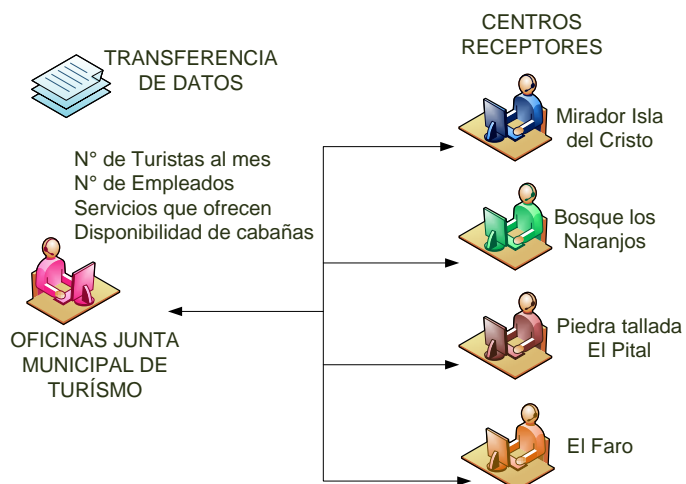 TRANSFERENCIA
DE DATOS
N° de Turistas al mes
N° de Empleados
Servicios que ofrecen
Disponibilidad de cabañas
OFICINAS JUNTA
MUNICIPAL DE
TURÍSMO
CENTROS
RECEPTORES
Mirador Isla
del Cristo
Bosque los
Naranjos
Piedra tallada
El Pital
El Faro